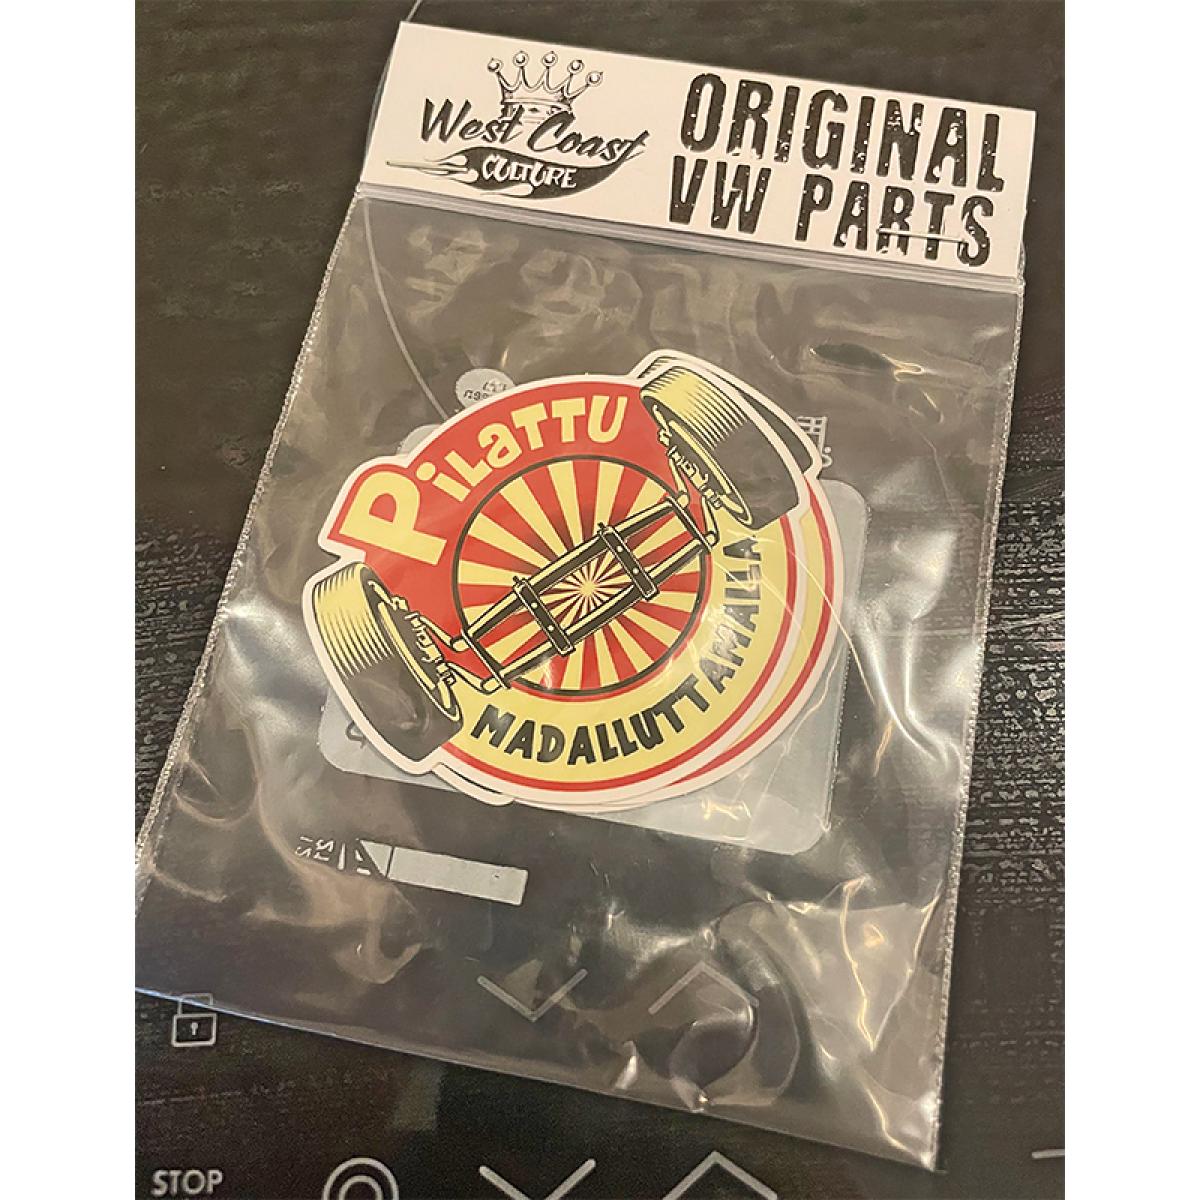 West Coast
CULTURE
ORIGINAL
VW PARTS
PiLATTU
MADALLUTTAMALLA
STOP